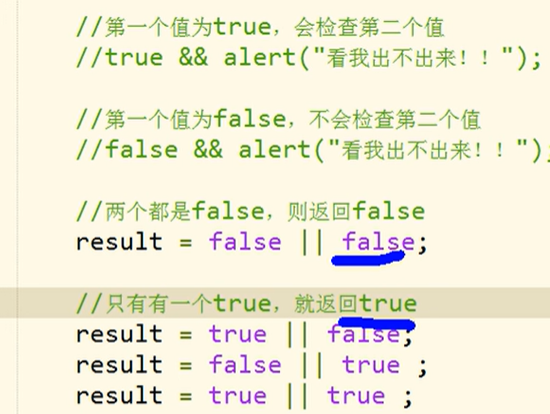 //第一个值为true，会检查第二个值
//true && alert("看我出不出来！！");
//第一个值为false，不会检查第二个值
//false && alert("看我出不出来！！");
//两个都是false，则返回false
result = false || false;
//只有有一个true，就返回true
result = true || false;
result = false || true ;
result = true || true ;